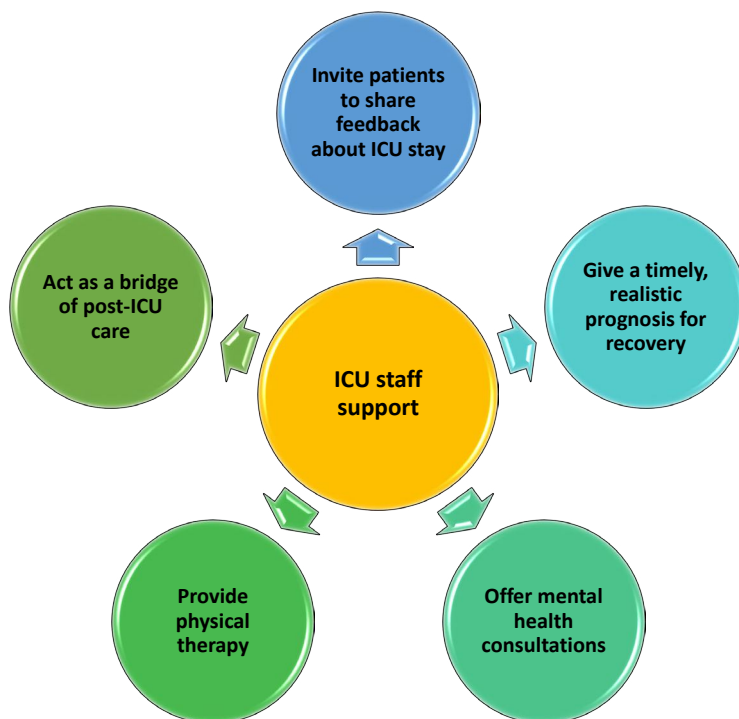 Invite patients
to share
feedback
about ICU stay
Give a timely,
realistic
prognosis for
recovery
Act as a bridge
of post-ICU
care
ICU staff
support
Provide
physical
therapy
Offer mental
health
consultations